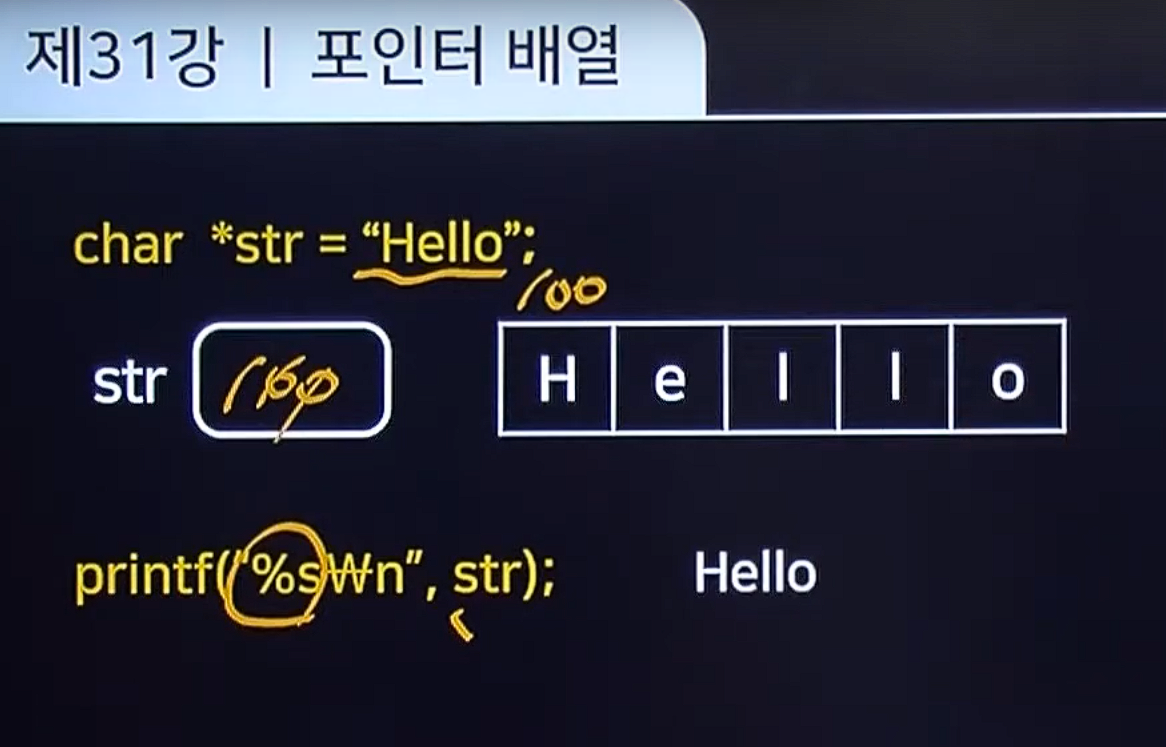 제31강 | 포인터 배열
char *str = “Hello”;
100
str 100 H e l l o
printf(“%s₩n”, str); Hello